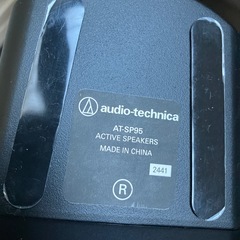 audio-technica
AT-SP95
ACTIVE SPEAKERS
MADE IN CHINA
2441
R